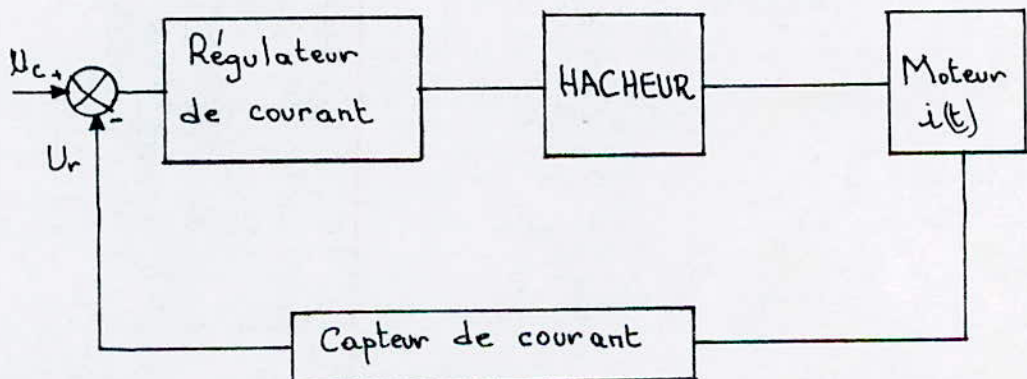 Uc +
-
Régulateur
de courant
HACHEUR
Moteur
i(t)
Ur
Capteur de courant